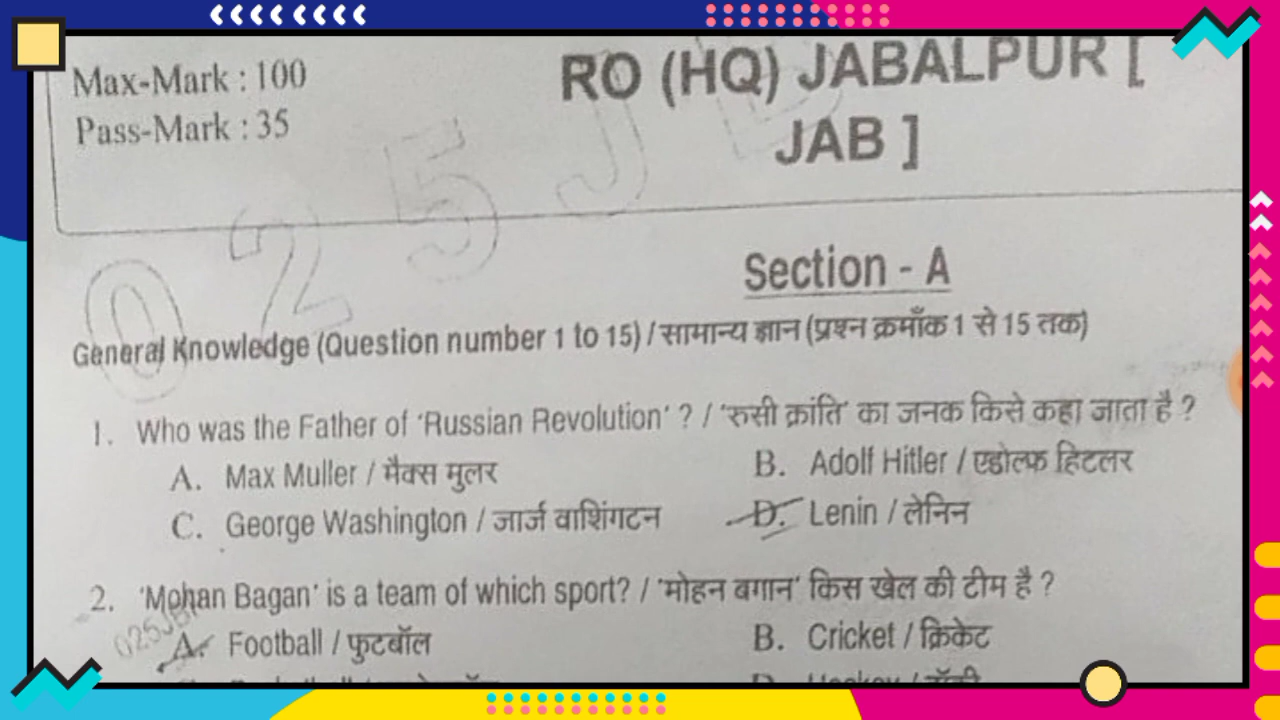 Max-Mark : 100
Pass-Mark : 35
RO (HQ) JABALPUR [
JAB ]
025J
Section - A
General Knowledge (Question number 1 to 15) / सामान्य ज्ञान (प्रश्न क्रमाँक 1 से 15 तक)
1. Who was the Father of ‘Russian Revolution’ ? / ‘रुसी क्रांति’ का जनक किसे कहा जाता है ?
A. Max Muller / मैक्स मुलर
B. Adolf Hitler / एडोल्फ हिटलर
C. George Washington / जार्ज वाशिंगटन
D. Lenin / लेनिन
2. ‘Mohan Bagan’ is a team of which sport? / ‘मोहन बगान’ किस खेल की टीम है ?
A. Football / फुटबॉल
B. Cricket / क्रिकेट